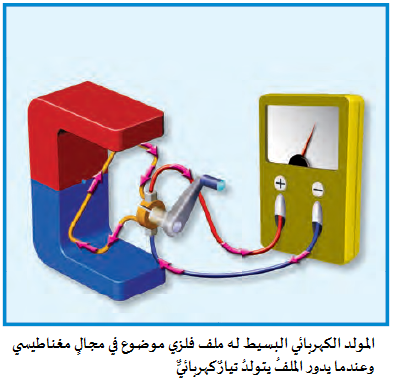 + −
المولد الكهربائي البسيط له ملف فلزي موضوع في مجالٍ مغناطيسي
وعندما يدور الملفُ يتولدُ تيارٌ كهربائيٌّ